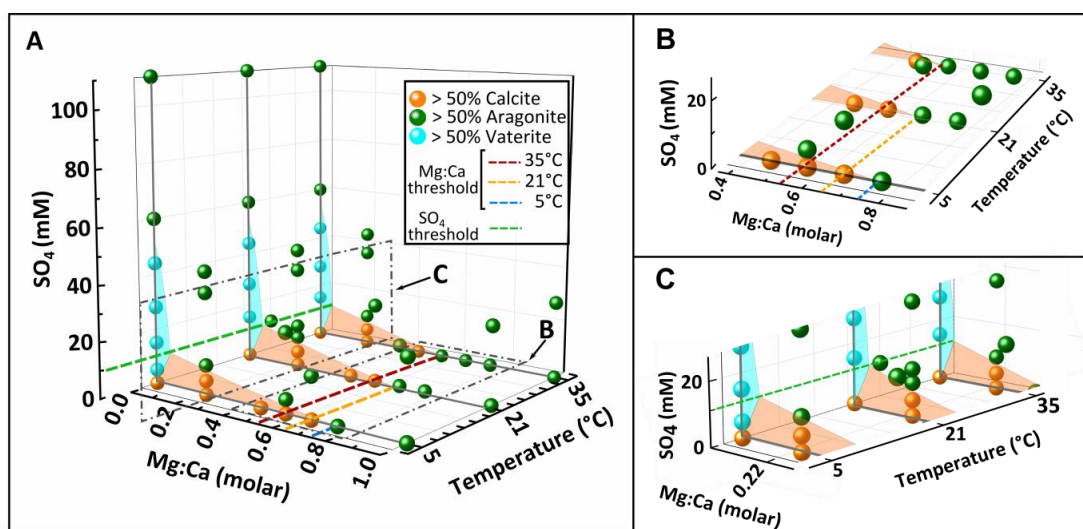 A
SO₄ (mM)
100
80
60
40
20
0
0.0
0.2
0.4
0.6
0.8
1.0
Mg:Ca (molar)
5
21
35
Temperature (°C)
> 50% Calcite
> 50% Aragonite
> 50% Vaterite
Mg:Ca
threshold
35°C
21°C
5°C
SO₄
threshold
C
B
B
SO₄ (mM)
20
0
0.4
0.6
0.8
Mg:Ca (molar)
5
21
35
Temperature (°C)
C
SO₄ (mM)
20
0
0.22
Mg:Ca (molar)
5
21
35
Temperature (°C)